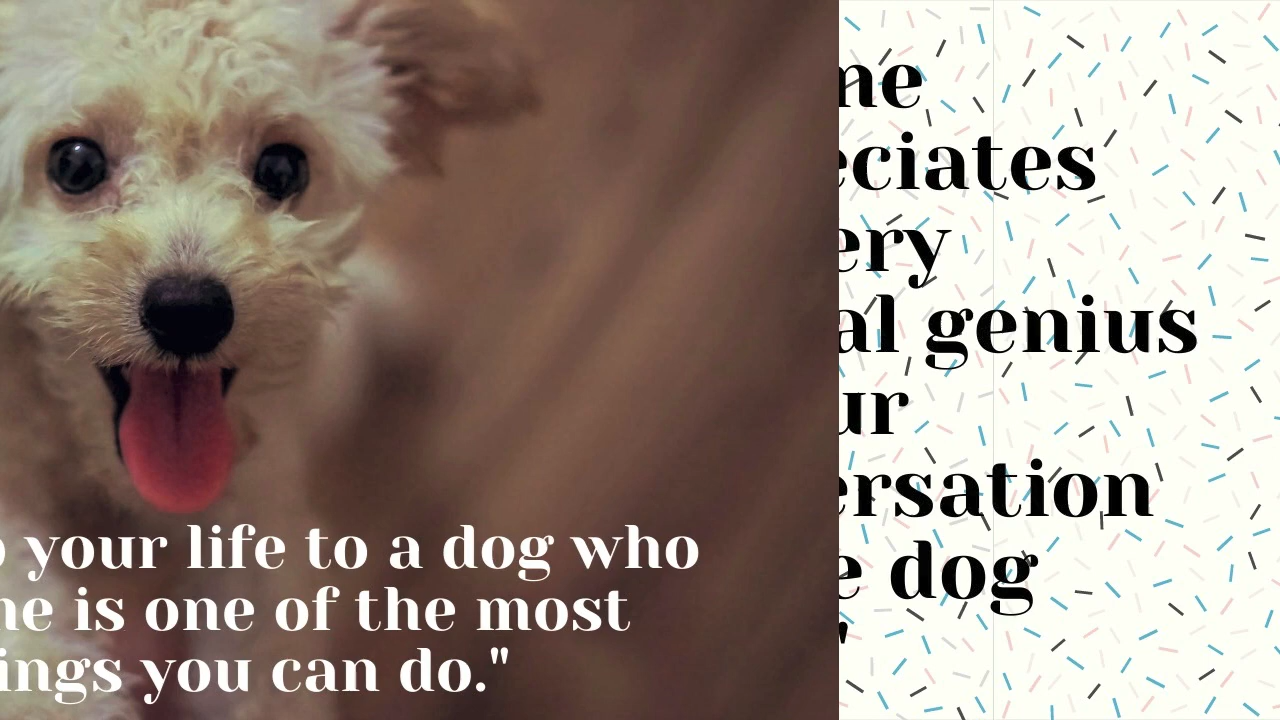 your life to a dog who
ne is one of the most
ings you can do."
ne
eciates
ery
al genius
ur
ersation
e dog
"